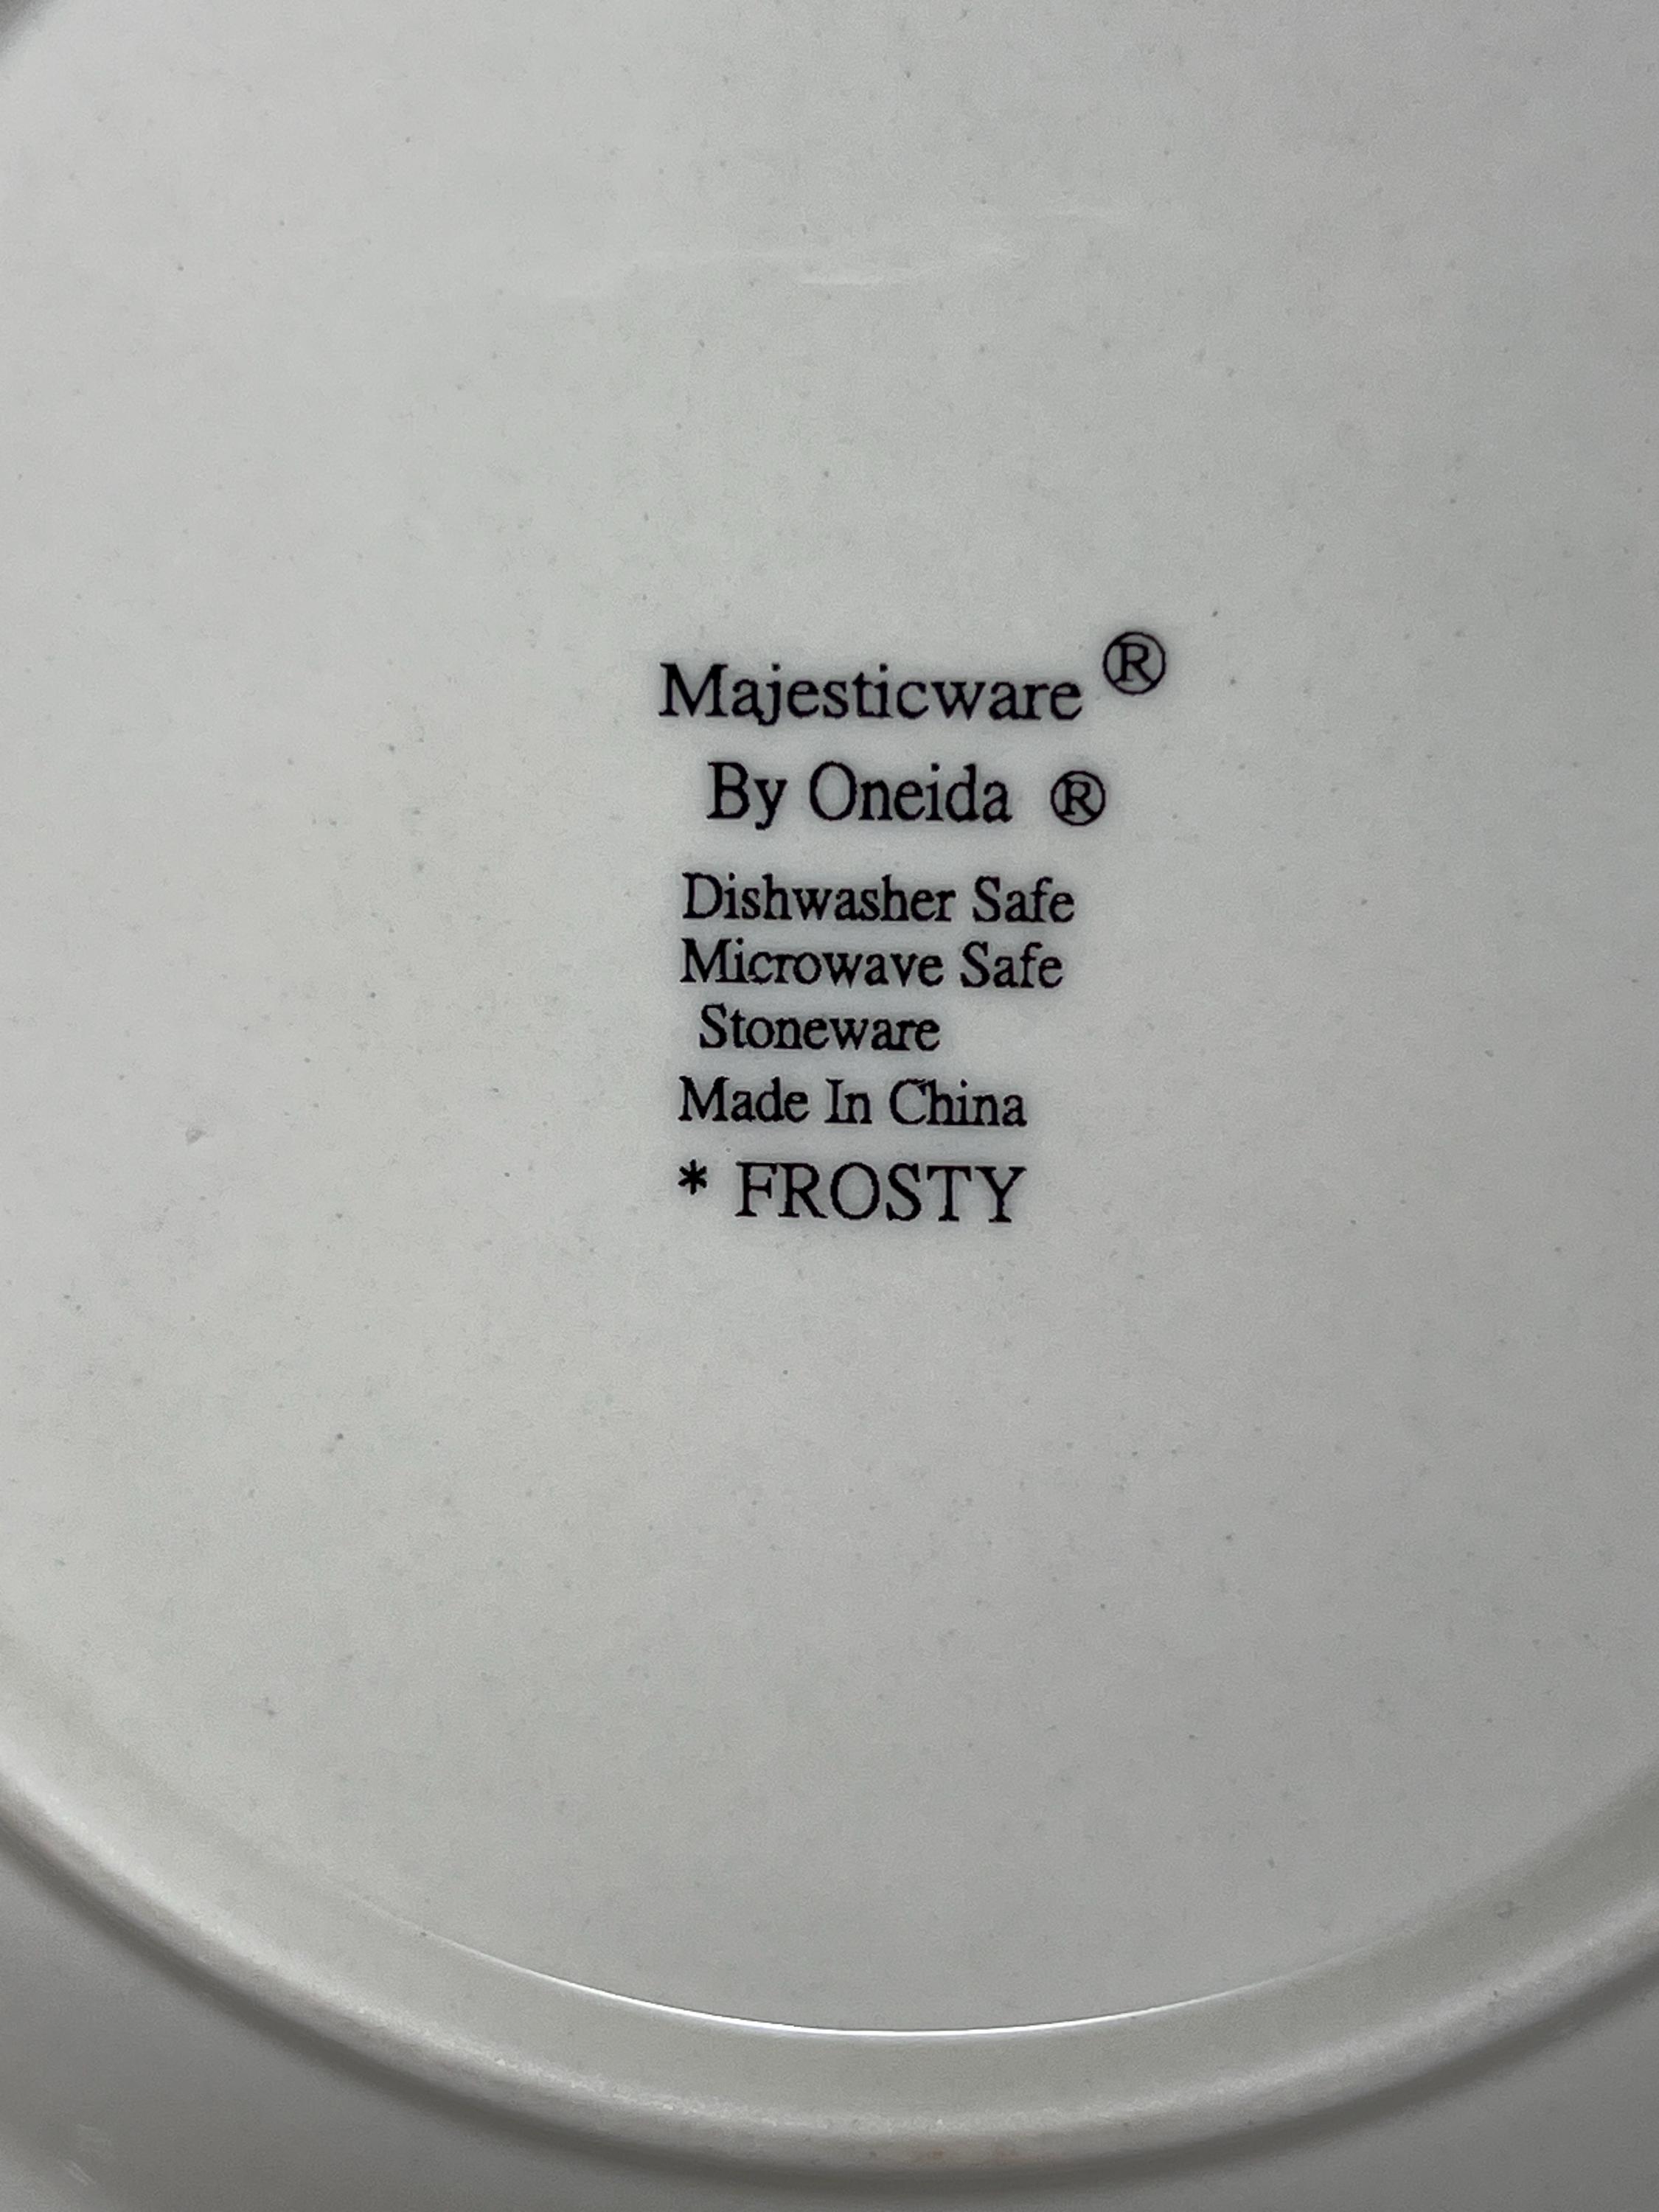 Majesticware ®
By Oneida ®
Dishwasher Safe
Microwave Safe
Stoneware
Made In China
* FROSTY